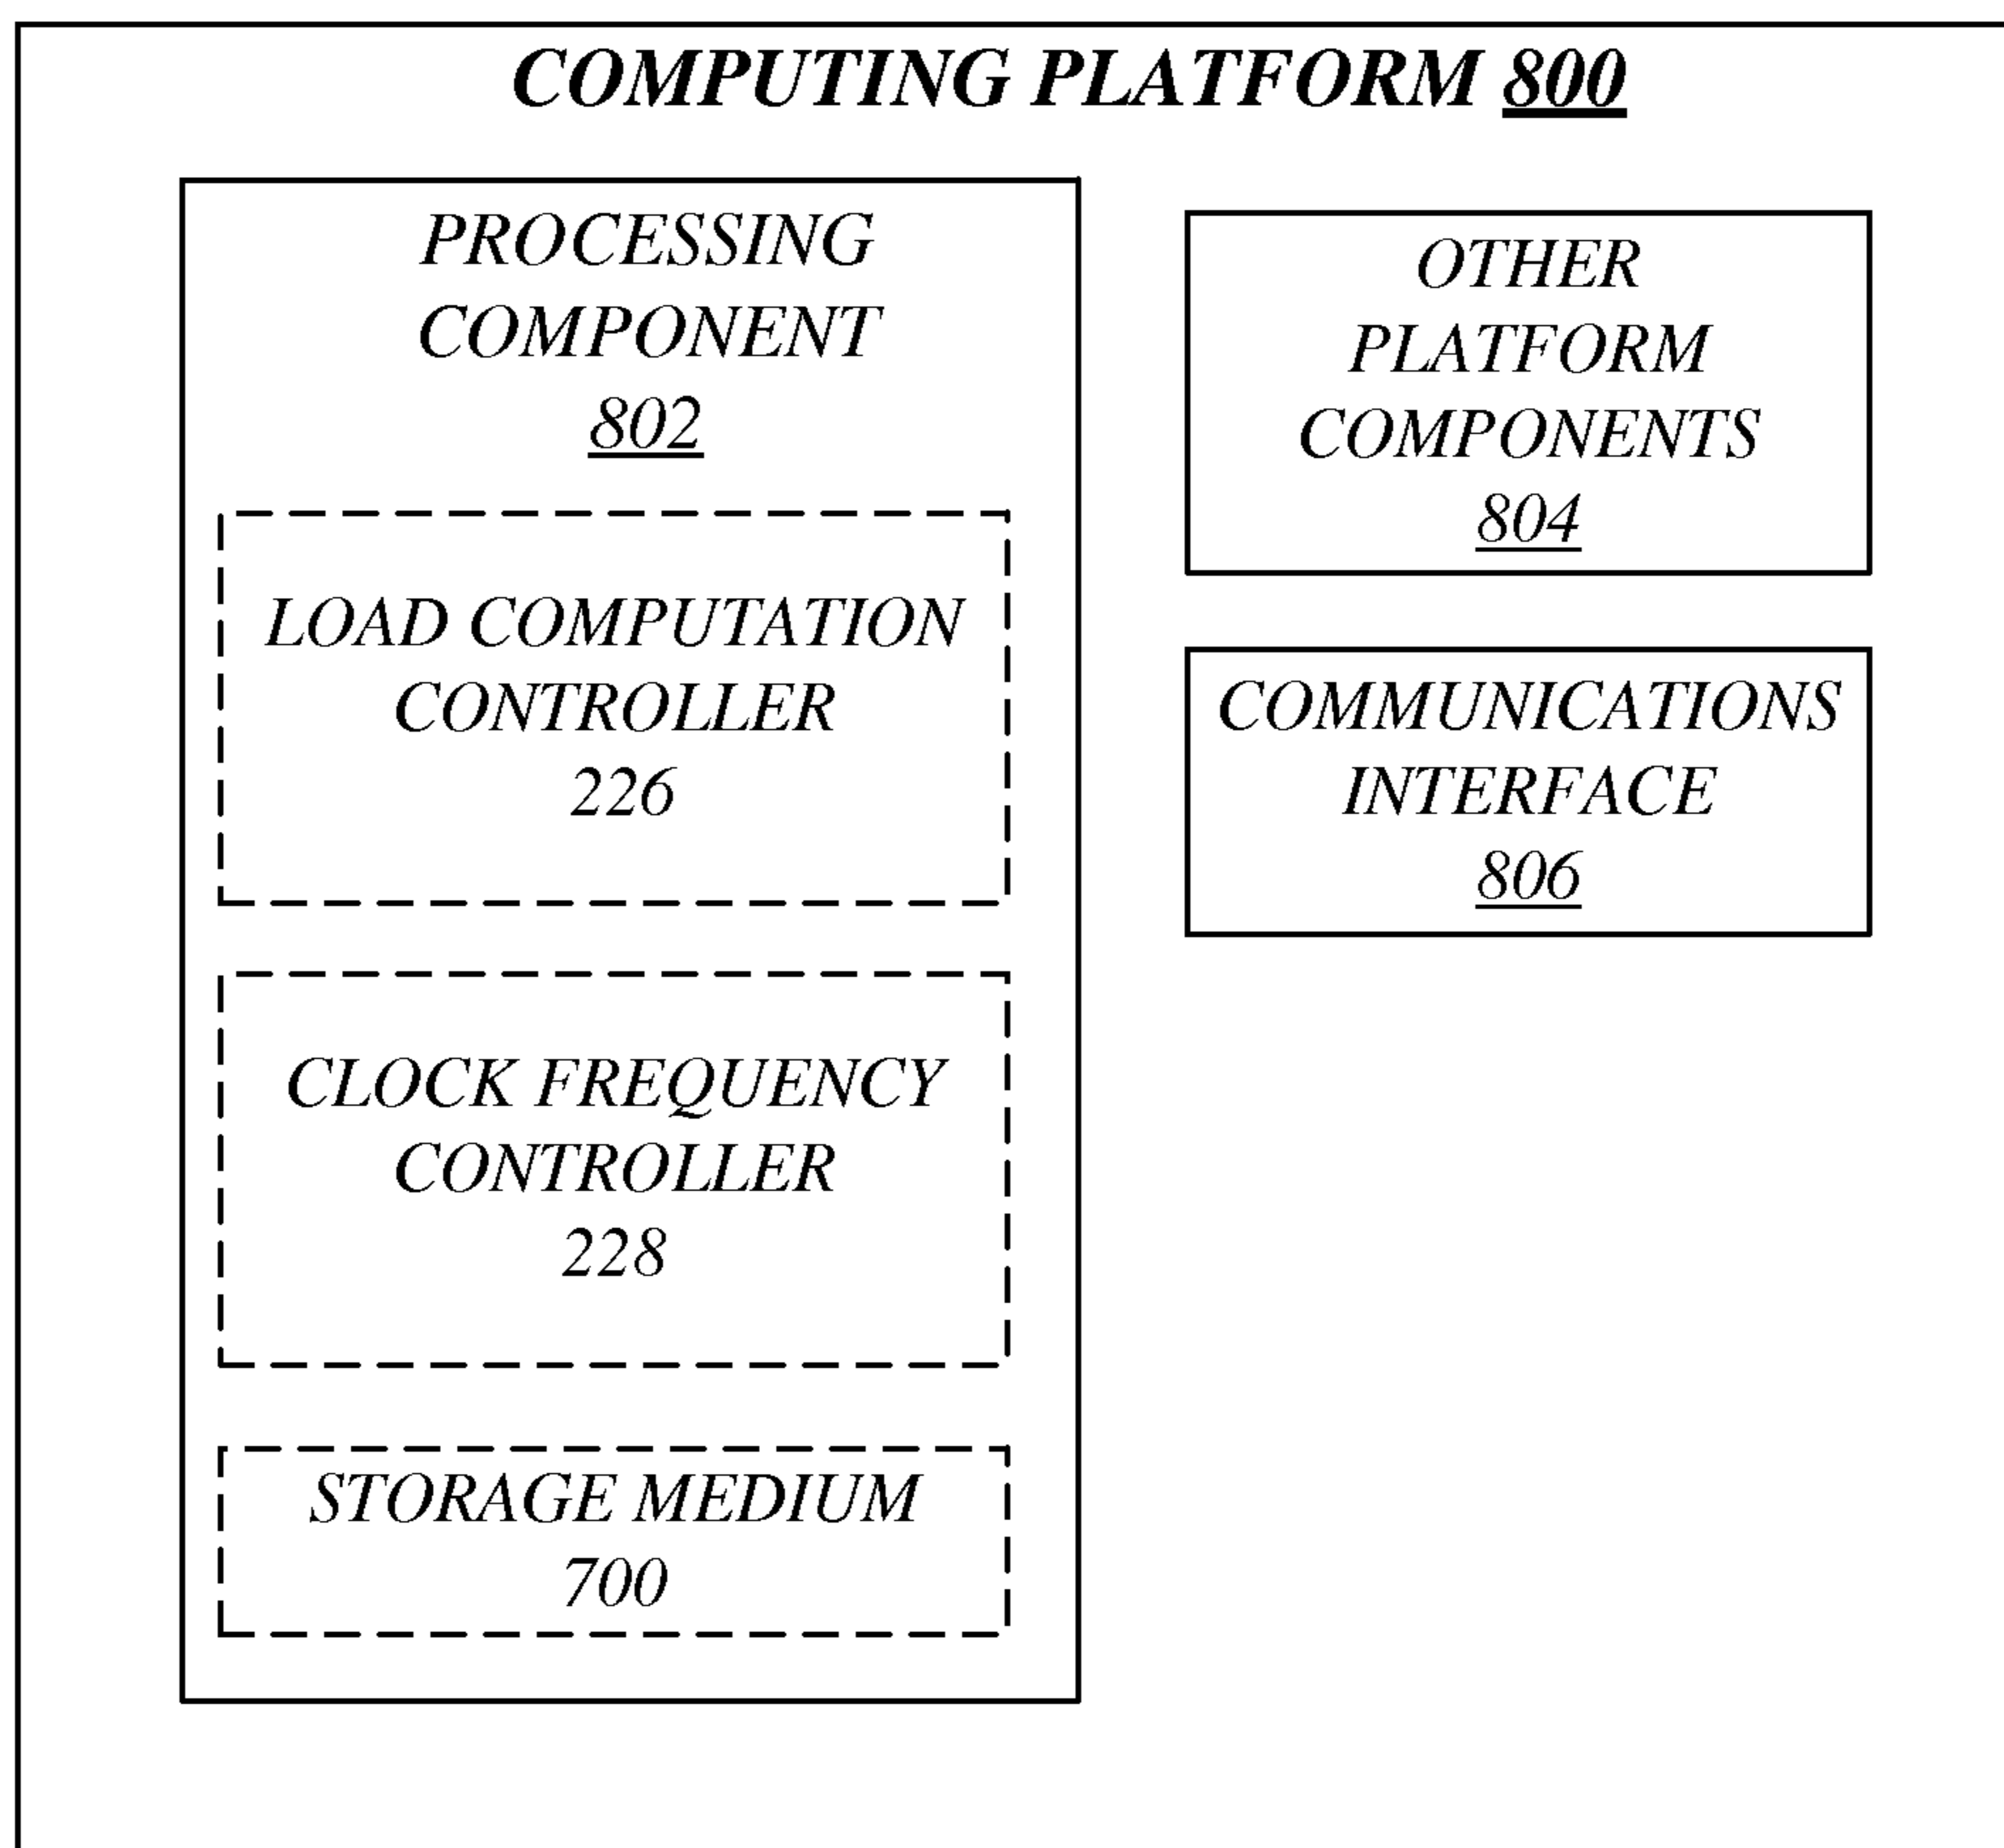 COMPUTING PLATFORM 800
PROCESSING
COMPONENT
802
LOAD COMPUTATION
CONTROLLER
226
CLOCK FREQUENCY
CONTROLLER
228
STORAGE MEDIUM
700
OTHER
PLATFORM
COMPONENTS
804
COMMUNICATIONS
INTERFACE
806